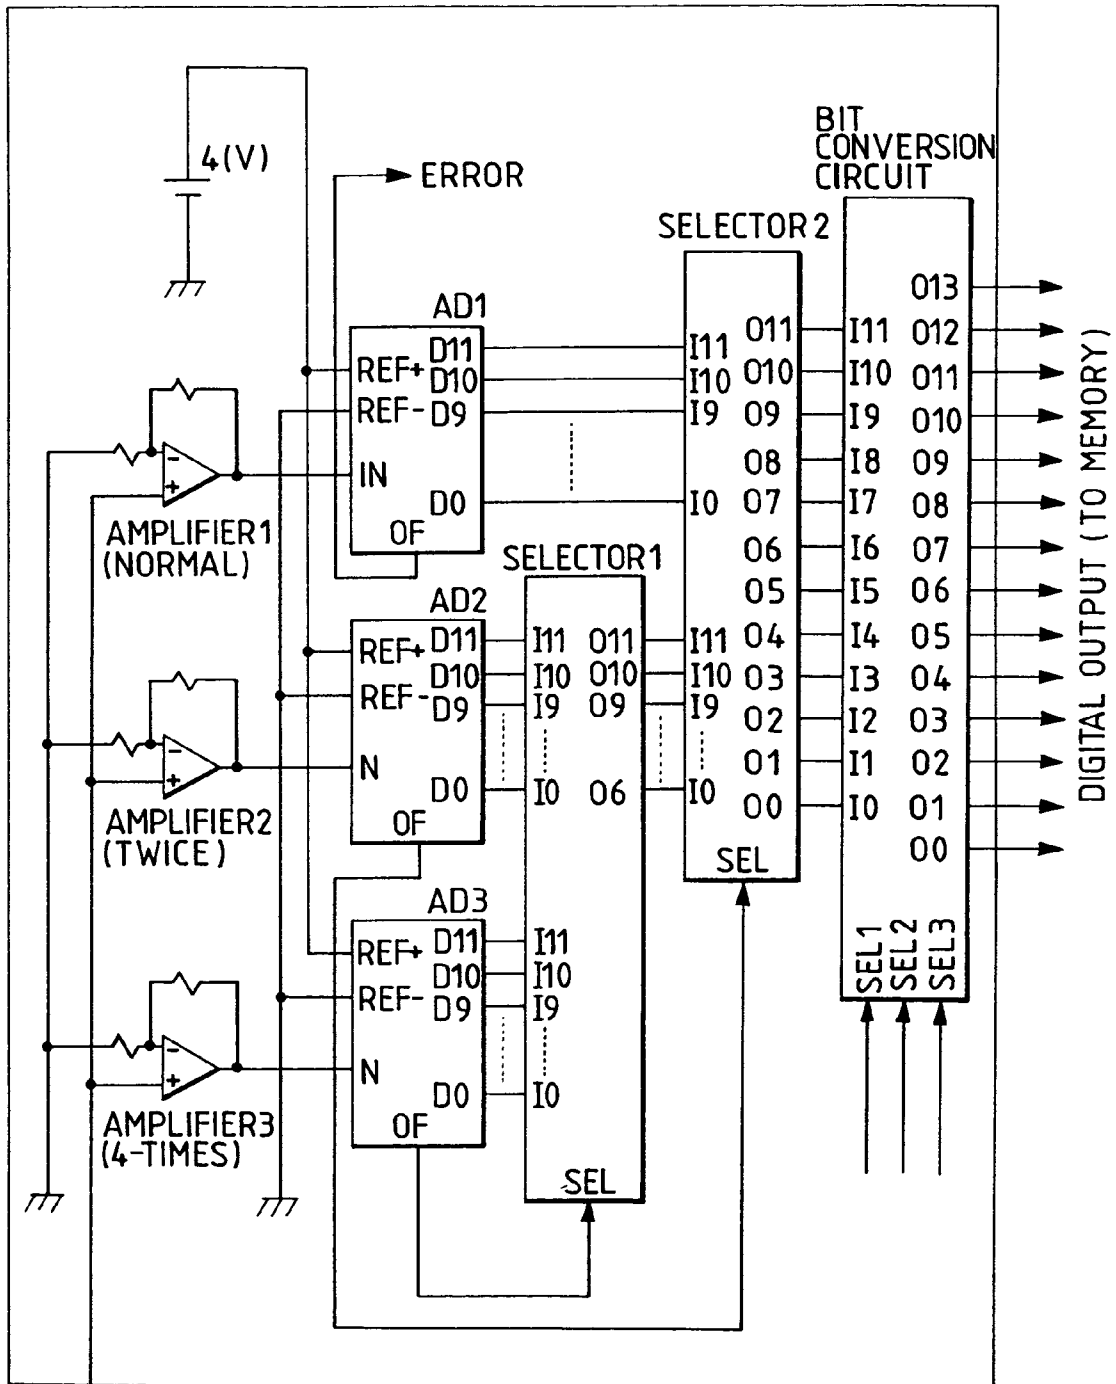 4(V)
ERROR
BIT
CONVERSION
CIRCUIT
SELECTOR 2
AD1
REF+
REF-
IN
OF
D11
D10
D9
D0
AMPLIFIER1
(NORMAL)
I11
I10
I9
I0
I11
I10
I9
I0
O11
O10
O9
O8
O7
O6
O5
O4
O3
O2
O1
O0
SEL
I11
I10
I9
I8
I7
I6
I5
I4
I3
I2
I1
I0
O13
O12
O11
O10
O9
O8
O7
O6
O5
O4
O3
O2
O1
O0
SEL1
SEL2
SEL3
DIGITAL OUTPUT (TO MEMORY)
SELECTOR1
AD2
REF+
REF-
N
OF
D11
D10
D9
D0
AMPLIFIER2
(TWICE)
I11
I10
I9
I0
O11
O10
O9
O6
AD3
REF+
REF-
N
OF
D11
D10
D9
D0
AMPLIFIER3
(4-TIMES)
I11
I10
I9
I0
SEL